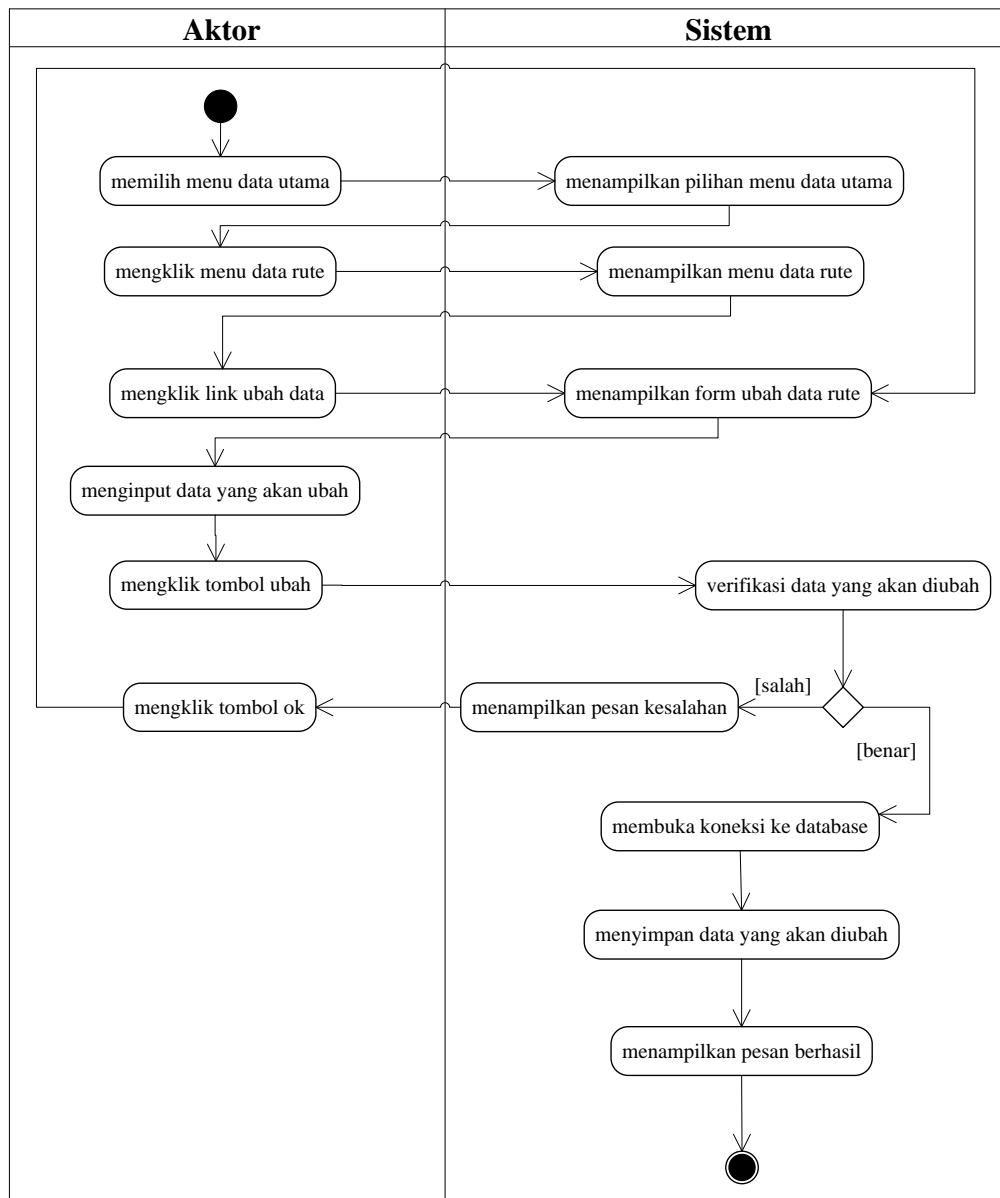 Aktor
Sistem
memilih menu data utama
menampilkan pilihan menu data utama
mengklik menu data rute
menampilkan menu data rute
mengklik link ubah data
menampilkan form ubah data rute
menginput data yang akan ubah
mengklik tombol ubah
verifikasi data yang akan diubah
[salah]
mengklik tombol ok
menampilkan pesan kesalahan
[benar]
membuka koneksi ke database
menyimpan data yang akan diubah
menampilkan pesan berhasil